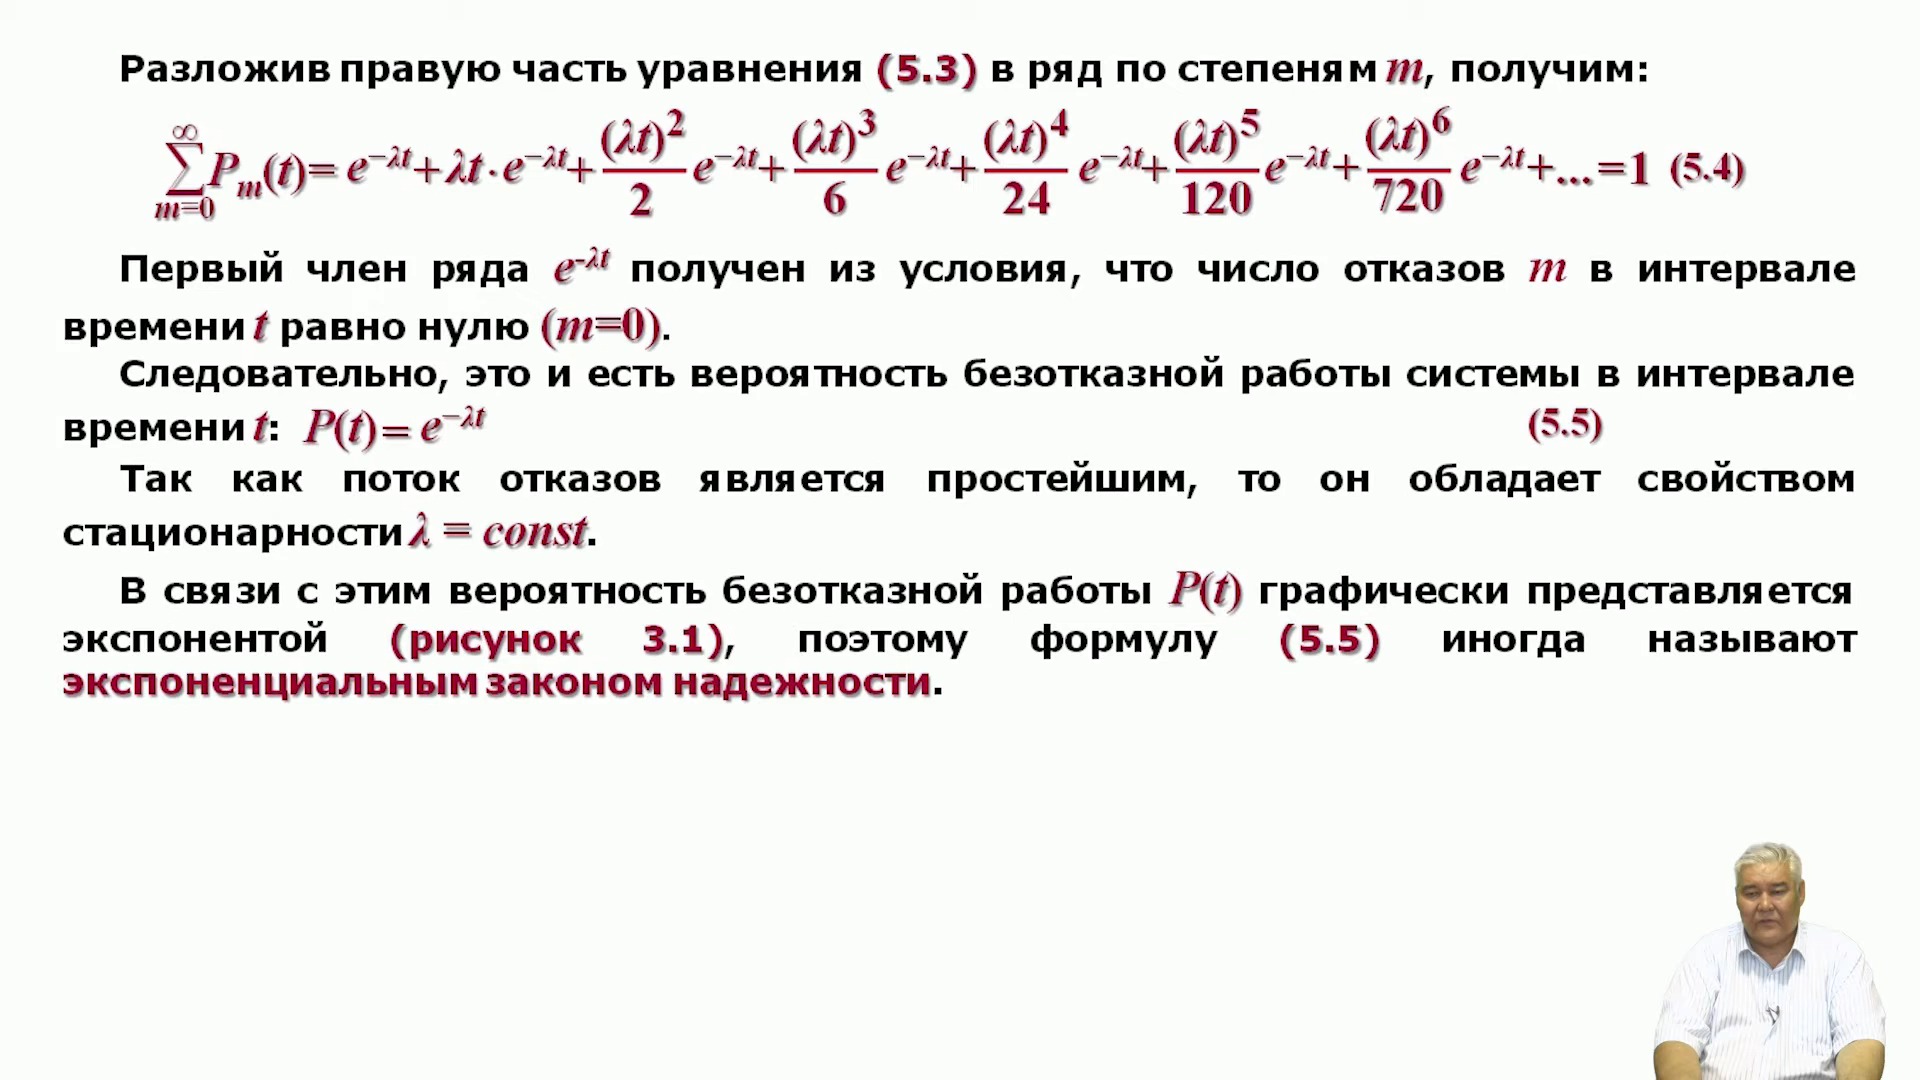 Разложив правую часть уравнения (5.3) в ряд по степеням m, получим:
∞∑m=0 Pm(t)= e^−λt+λt·e^−λt+(λt)^2/2 e^−λt+(λt)^3/6 e^−λt+(λt)^4/24 e^−λt+(λt)^5/120 e^−λt+(λt)^6/720 e^−λt+...=1 (5.4)
Первый член ряда e^-λt получен из условия, что число отказов m в интервале
времени t равно нулю (m=0).
Следовательно, это и есть вероятность безотказной работы системы в интервале
времени t: P(t)= e^−λt (5.5)
Так как поток отказов является простейшим, то он обладает свойством
стационарности λ = const.
В связи с этим вероятность безотказной работы P(t) графически представляется
экспонентой (рисунок 3.1), поэтому формулу (5.5) иногда называют
экспоненциальным законом надежности.